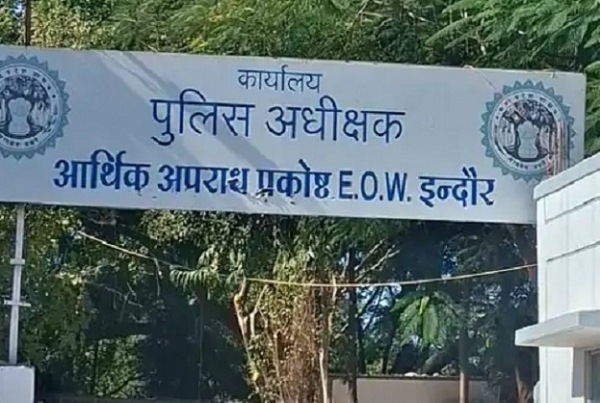 कार्यालय
पुलिस अधीक्षक
आर्थिक अपराध प्रकोष्ठ E.O.W. इन्दौर